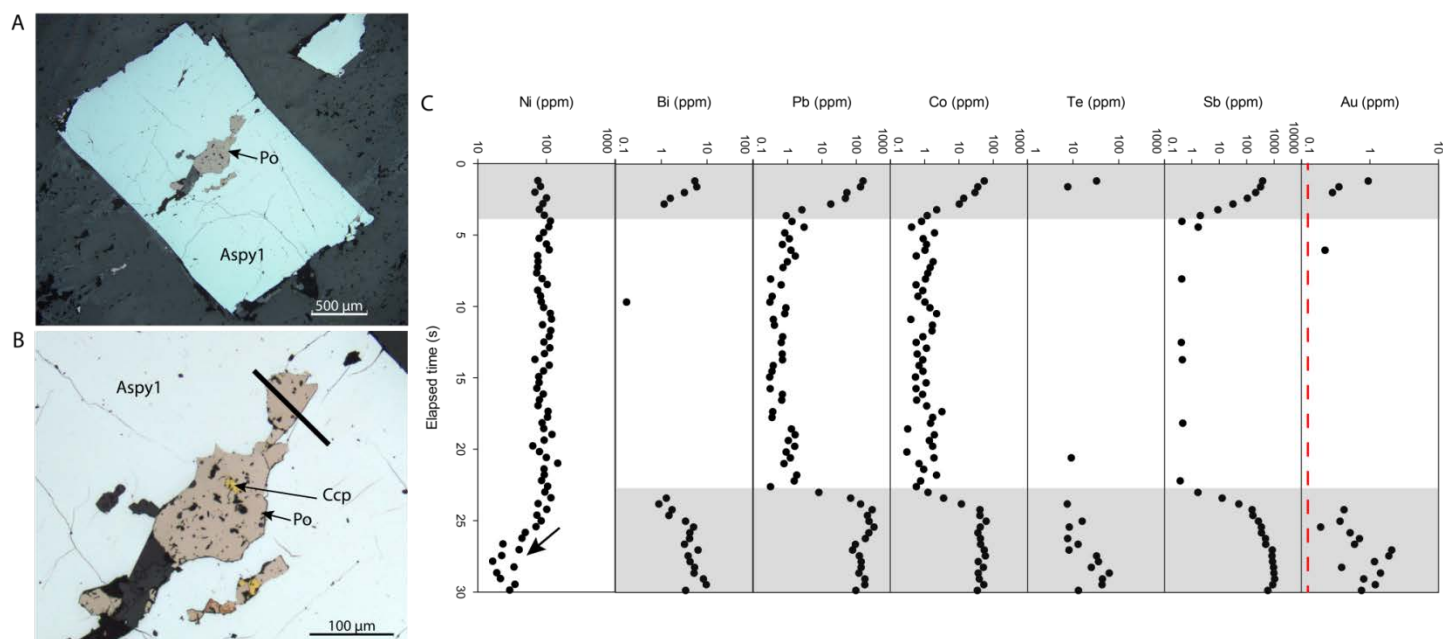 A
Po
Aspy1
500 µm
B
Aspy1
Ccp
Po
100 µm
C
Ni (ppm)
Bi (ppm)
Pb (ppm)
Co (ppm)
Te (ppm)
Sb (ppm)
Au (ppm)
10 100 1000
0.1 1 10 100
0.1 1 10 100 1000
0.1 1 10 100 1000
1 10 100 1000
0.1 1 10 100 1000 10000
0.1 1 10
Elapsed time (s)
0
5
10
15
20
25
30